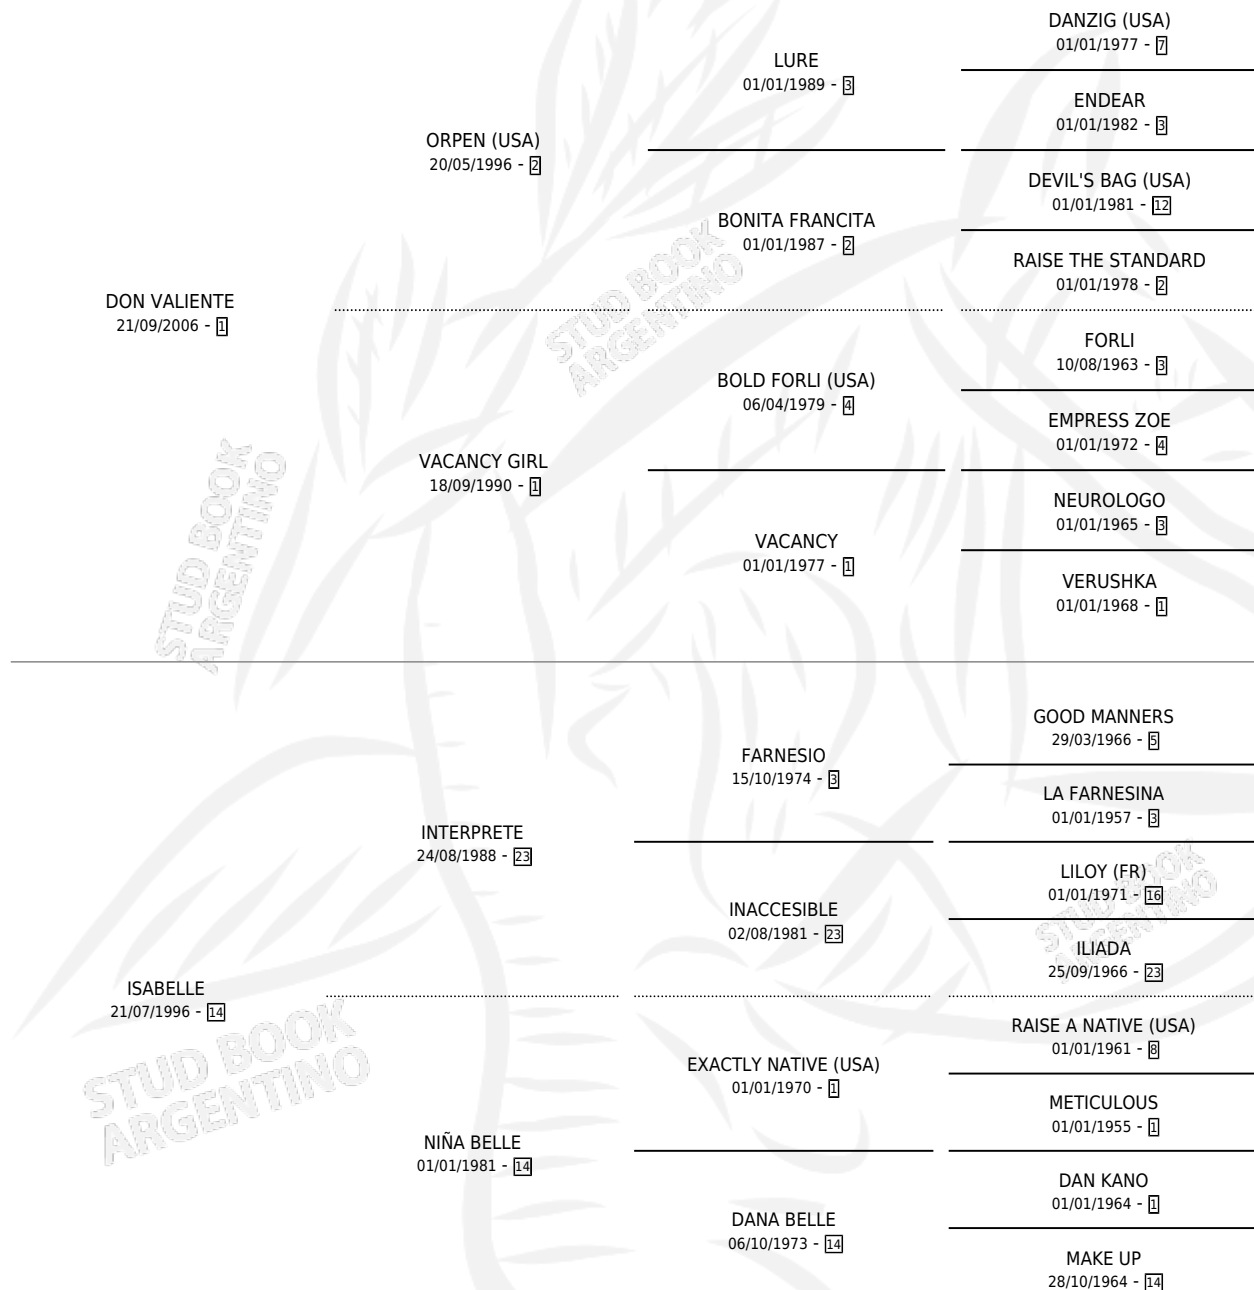 DANZIG (USA)
01/01/1977 - 7
LURE
01/01/1989 - 3
ENDEAR
01/01/1982 - 3
ORPEN (USA)
20/05/1996 - 2
DEVIL'S BAG (USA)
01/01/1981 - 12
BONITA FRANCITA
01/01/1987 - 2
RAISE THE STANDARD
01/01/1978 - 2
DON VALIENTE
21/09/2006 - 1
FORLI
10/08/1963 - 3
BOLD FORLI (USA)
06/04/1979 - 4
EMPRESS ZOE
01/01/1972 - 4
VACANCY GIRL
18/09/1990 - 1
NEUROLOGO
01/01/1965 - 3
VACANCY
01/01/1977 - 1
VERUSHKA
01/01/1968 - 1
GOOD MANNERS
29/03/1966 - 5
FARNESIO
15/10/1974 - 3
LA FARNESINA
01/01/1957 - 3
INTERPRETE
24/08/1988 - 23
LILOY (FR)
01/01/1971 - 16
INACCESIBLE
02/08/1981 - 23
ILIADA
25/09/1966 - 23
ISABELLE
21/07/1996 - 14
RAISE A NATIVE (USA)
01/01/1961 - 8
EXACTLY NATIVE (USA)
01/01/1970 - 1
METICULOUS
01/01/1955 - 1
NIÑA BELLE
01/01/1981 - 14
DAN KANO
01/01/1964 - 1
DANA BELLE
06/10/1973 - 14
MAKE UP
28/10/1964 - 14
STUD BOOK
ARGENTINO
STUD BOOK
ARGENTINO
STUD BOOK
ARGENTINO
STUD BOOK
ARGENTINO